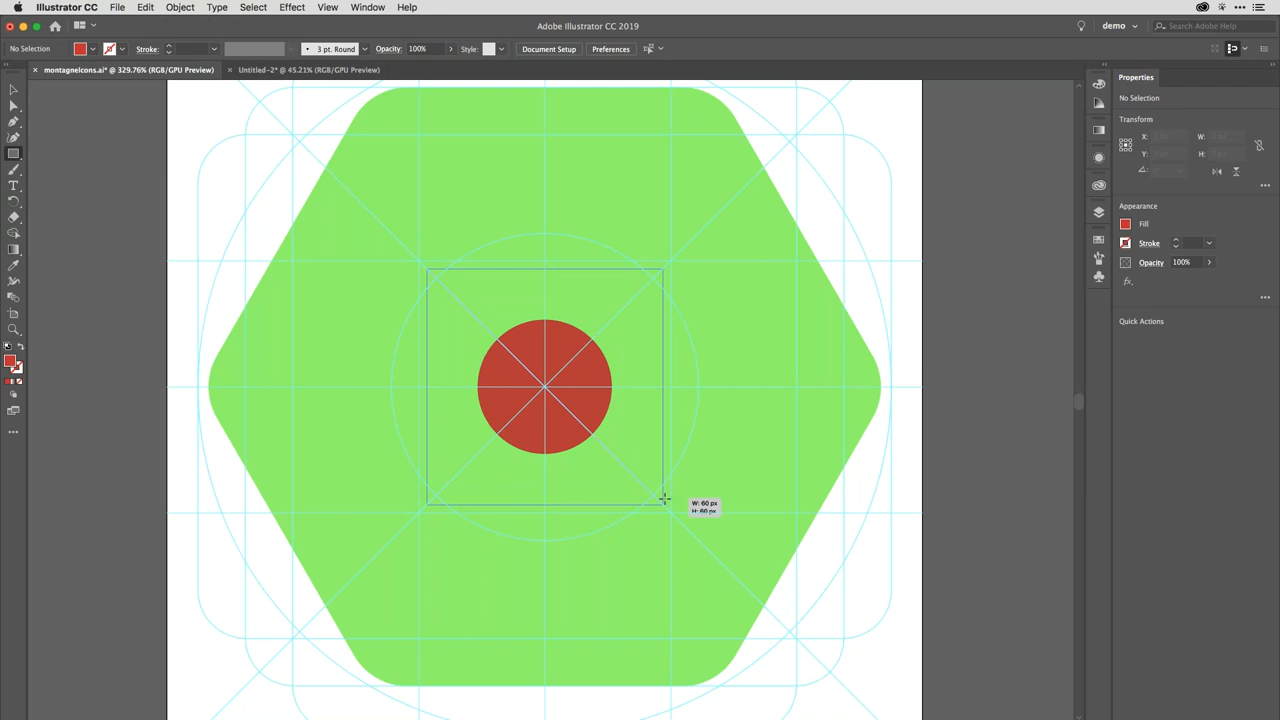 Illustrator CC File Edit Object Type Select Effect View Window Help
Adobe Illustrator CC 2019
demo
Search Adobe Help
No Selection
Stroke:
3 pt. Round
Opacity: 100%
Style:
Document Setup
Preferences
× montagneIcons.ai* @ 329.76% (RGB/GPU Preview)
× Untitled-2* @ 45.21% (RGB/GPU Preview)
Properties
No Selection
Transform
X: W:
Y: H:
Appearance
Fill
Stroke
Opacity 100%
fx.
Quick Actions
W: 60 px
H: 60 px